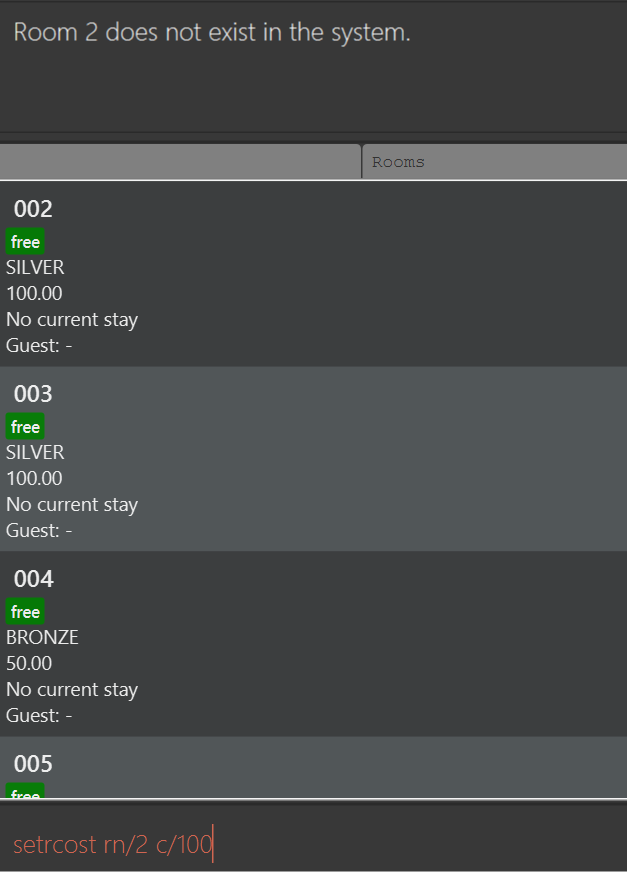 Room 2 does not exist in the system.
Rooms
002
free
SILVER
100.00
No current stay
Guest: -
003
free
SILVER
100.00
No current stay
Guest: -
004
free
BRONZE
50.00
No current stay
Guest: -
005
free
setrcost rn/2 c/100